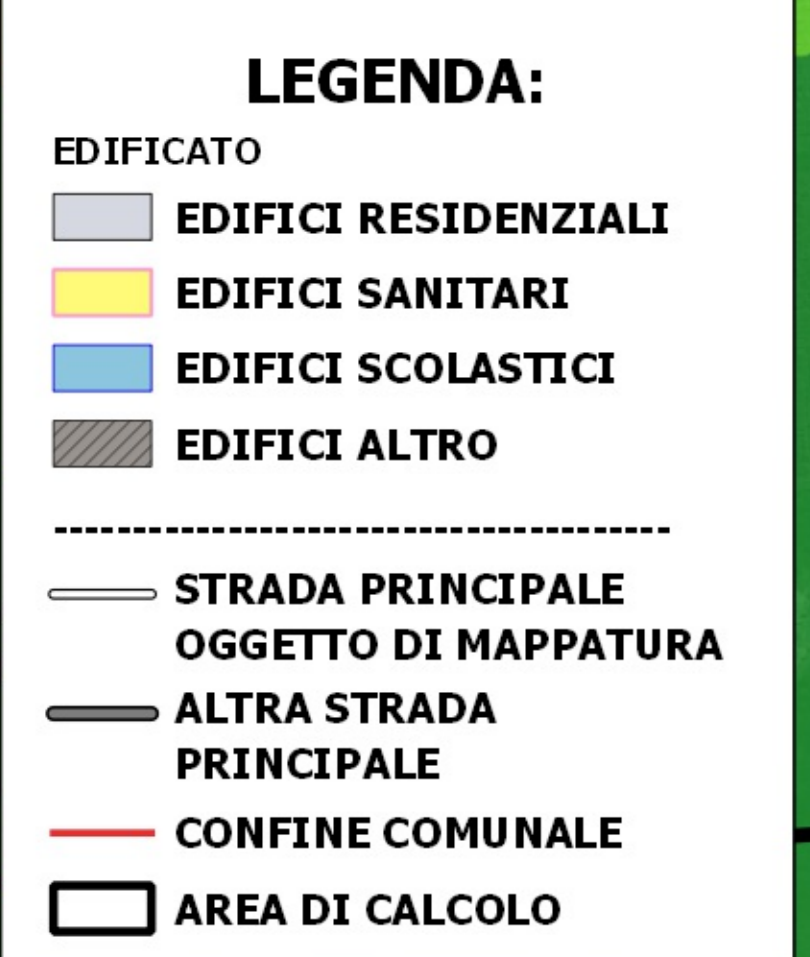 LEGENDA:
EDIFICATO
EDIFICI RESIDENZIALI
EDIFICI SANITARI
EDIFICI SCOLASTICI
EDIFICI ALTRO
---------------------------------------
STRADA PRINCIPALE
OGGETTO DI MAPPATURA
ALTRA STRADA
PRINCIPALE
CONFINE COMUNALE
AREA DI CALCOLO